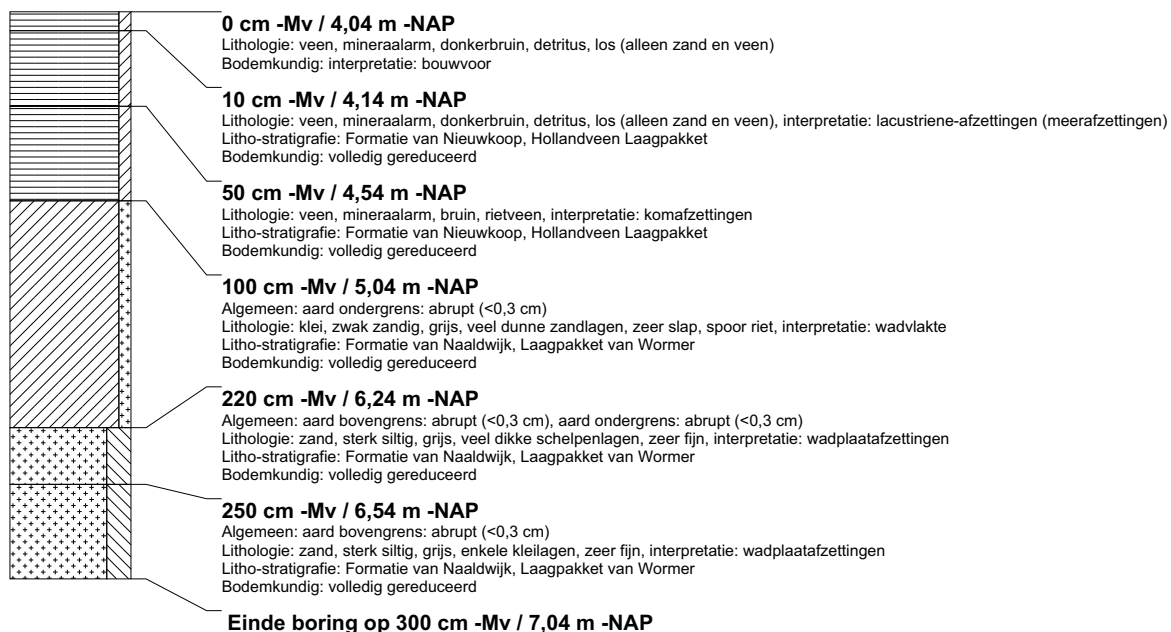 0 cm -Mv / 4,04 m -NAP
Lithologie: veen, mineraalarm, donkerbruin, detritus, los (alleen zand en veen)
Bodemkundig: interpretatie: bouwvoor
10 cm -Mv / 4,14 m -NAP
Lithologie: veen, mineraalarm, donkerbruin, detritus, los (alleen zand en veen), interpretatie: lacustriene-afzettingen (meerafzettingen)
Litho-stratigrafie: Formatie van Nieuwkoop, Hollandveen Laagpakket
Bodemkundig: volledig gereduceerd
50 cm -Mv / 4,54 m -NAP
Lithologie: veen, mineraalarm, bruin, rietveen, interpretatie: komafzettingen
Litho-stratigrafie: Formatie van Nieuwkoop, Hollandveen Laagpakket
Bodemkundig: volledig gereduceerd
100 cm -Mv / 5,04 m -NAP
Algemeen: aard ondergrens: abrupt (<0,3 cm)
Lithologie: klei, zwak zandig, grijs, veel dunne zandlagen, zeer slap, spoor riet, interpretatie: wadvlakte
Litho-stratigrafie: Formatie van Naaldwijk, Laagpakket van Wormer
Bodemkundig: volledig gereduceerd
220 cm -Mv / 6,24 m -NAP
Algemeen: aard bovengrens: abrupt (<0,3 cm), aard ondergrens: abrupt (<0,3 cm)
Lithologie: zand, sterk siltig, grijs, veel dikke schelpenlagen, zeer fijn, interpretatie: wadplaatafzettingen
Litho-stratigrafie: Formatie van Naaldwijk, Laagpakket van Wormer
Bodemkundig: volledig gereduceerd
250 cm -Mv / 6,54 m -NAP
Algemeen: aard bovengrens: abrupt (<0,3 cm)
Lithologie: zand, sterk siltig, grijs, enkele kleilagen, zeer fijn, interpretatie: wadplaatafzettingen
Litho-stratigrafie: Formatie van Naaldwijk, Laagpakket van Wormer
Bodemkundig: volledig gereduceerd
Einde boring op 300 cm -Mv / 7,04 m -NAP